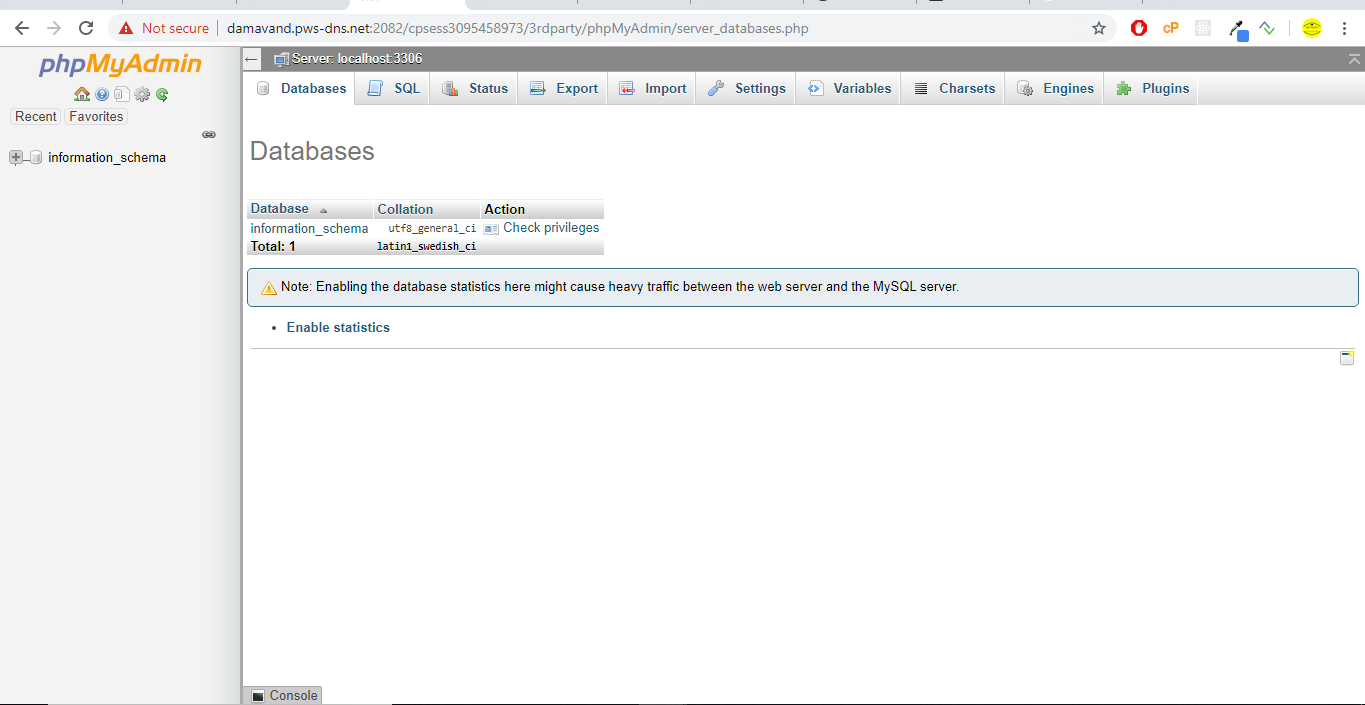 Not secure | damavand.pws-dns.net:2082/cpsess3095458973/3rdparty/phpMyAdmin/server_databases.php
cP
phpMyAdmin
Recent Favorites
information_schema
Server: localhost:3306
Databases SQL Status Export Import Settings Variables Charsets Engines Plugins
Databases
Database Collation Action
information_schema utf8_general_ci Check privileges
Total: 1 latin1_swedish_ci
Note: Enabling the database statistics here might cause heavy traffic between the web server and the MySQL server.
• Enable statistics
Console